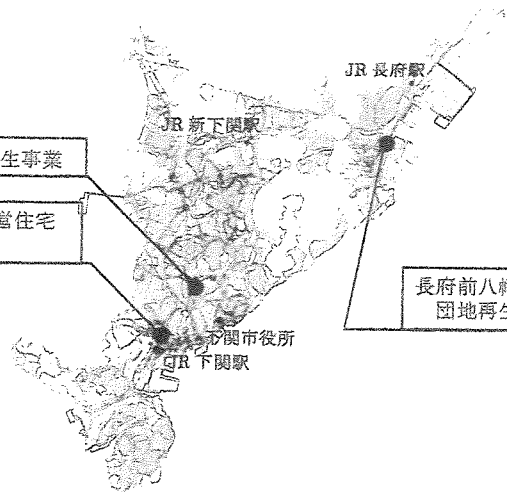 JR 長府駅
JR 新下関駅
生事業
営住宅
長府前八幡
団地再生
下関市役所
JR 下関駅